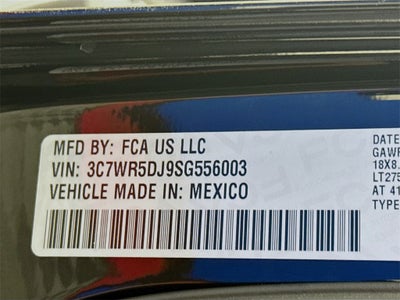 MFD BY: FCA US LLC
VIN: 3C7WR5DJ9SG556003
VEHICLE MADE IN: MEXICO
DATE
GAWR
18X8.
LT275
AT 41
TYPE